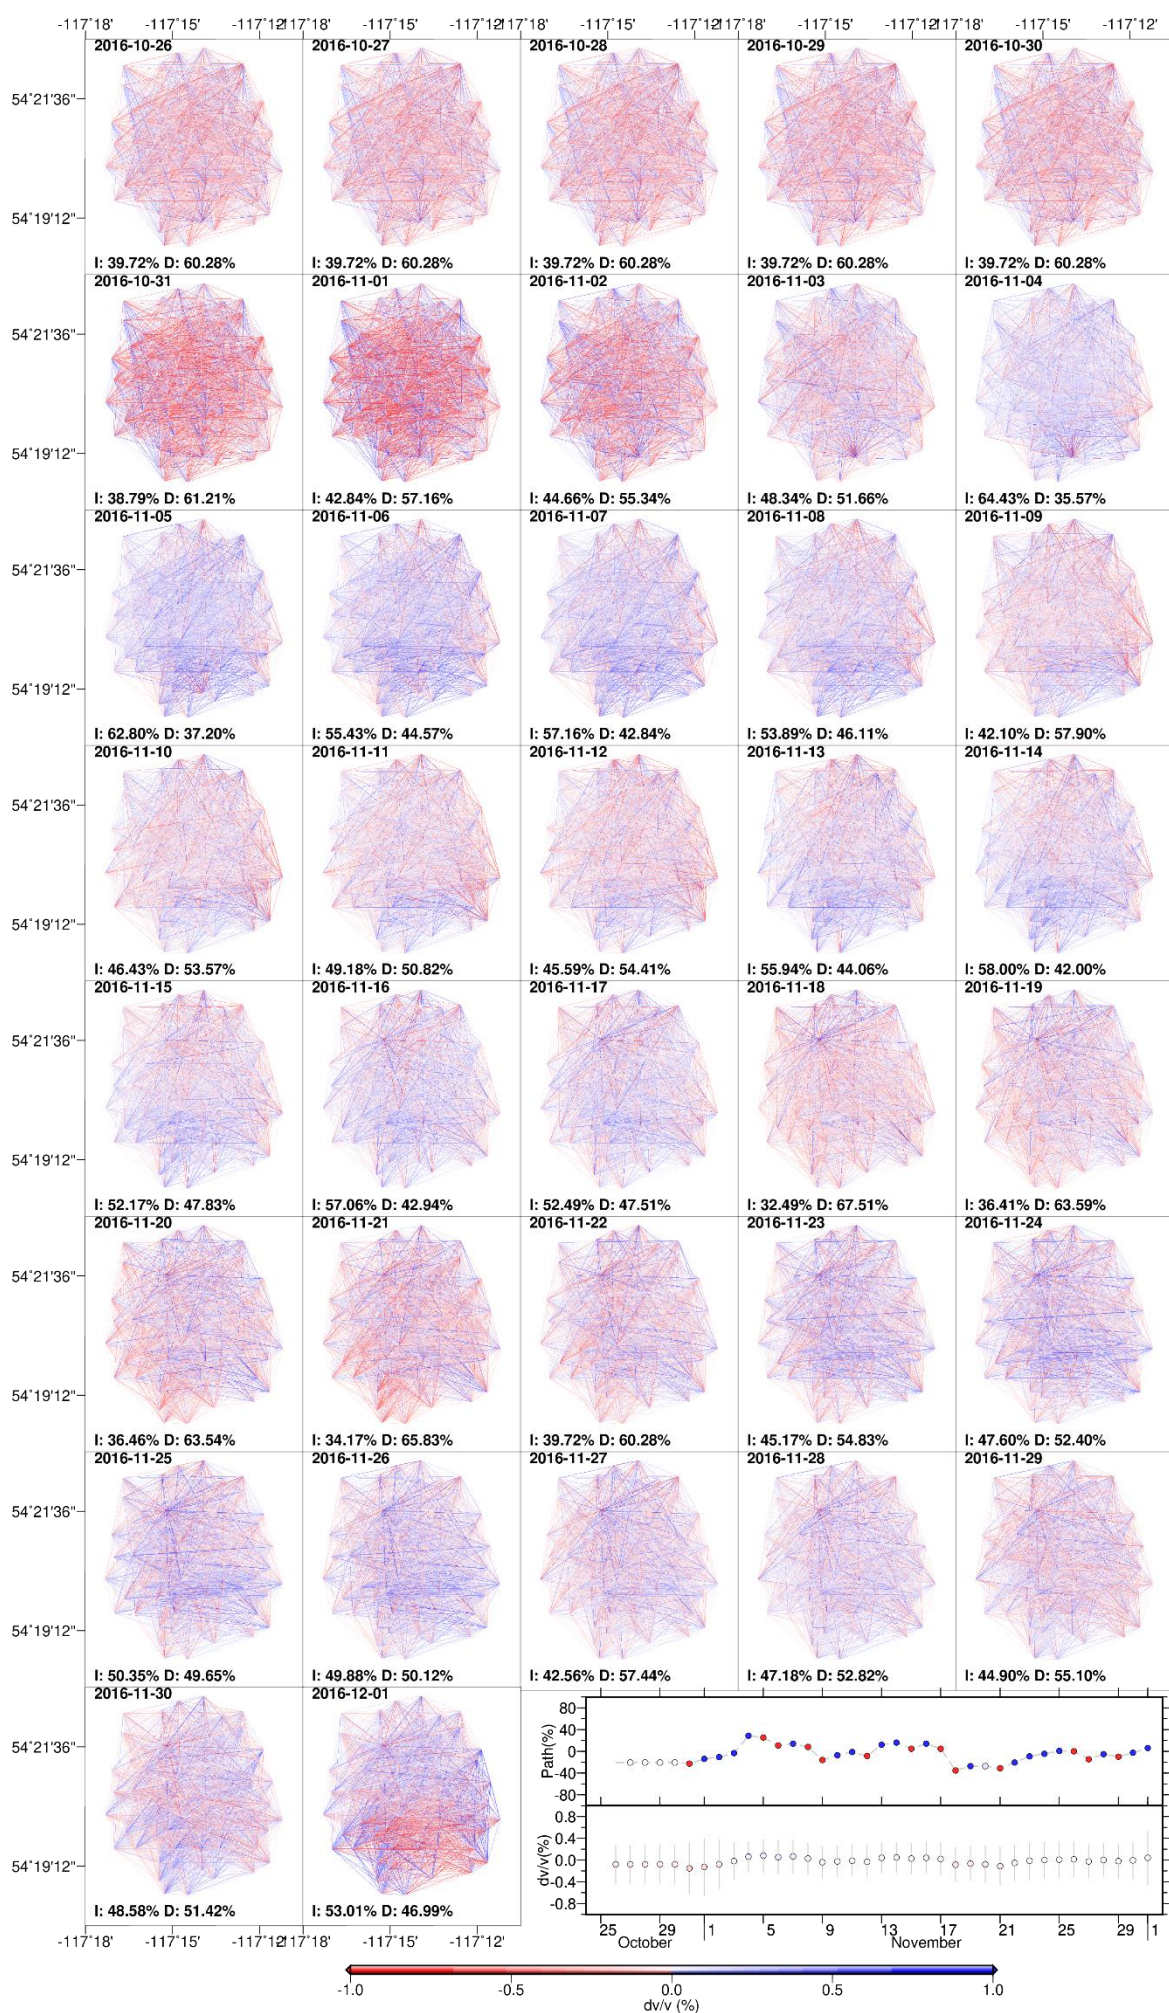 -117°18' -117°15' -117°12' -117°18' -117°15' -117°12' -117°15' -117°12' -117°15' -117°12' -117°18' -117°15' -117°12'
2016-10-26 2016-10-27 2016-10-28 2016-10-29 2016-10-30
54°21'36"
54°19'12"
I: 39.72% D: 60.28% I: 39.72% D: 60.28% I: 39.72% D: 60.28% I: 39.72% D: 60.28% I: 39.72% D: 60.28%
2016-10-31 2016-11-01 2016-11-02 2016-11-03 2016-11-04
54°21'36"
54°19'12"
I: 38.79% D: 61.21% I: 42.84% D: 57.16% I: 44.66% D: 55.34% I: 48.34% D: 51.66% I: 64.43% D: 35.57%
2016-11-05 2016-11-06 2016-11-07 2016-11-08 2016-11-09
54°21'36"
54°19'12"
I: 62.80% D: 37.20% I: 55.43% D: 44.57% I: 57.16% D: 42.84% I: 53.89% D: 46.11% I: 42.10% D: 57.90%
2016-11-10 2016-11-11 2016-11-12 2016-11-13 2016-11-14
54°21'36"
54°19'12"
I: 46.43% D: 53.57% I: 49.18% D: 50.82% I: 45.59% D: 54.41% I: 55.94% D: 44.06% I: 58.00% D: 42.00%
2016-11-15 2016-11-16 2016-11-17 2016-11-18 2016-11-19
54°21'36"
54°19'12"
I: 52.17% D: 47.83% I: 57.06% D: 42.94% I: 52.49% D: 47.51% I: 32.49% D: 67.51% I: 36.41% D: 63.59%
2016-11-20 2016-11-21 2016-11-22 2016-11-23 2016-11-24
54°21'36"
54°19'12"
I: 36.46% D: 63.54% I: 34.17% D: 65.83% I: 39.72% D: 60.28% I: 45.17% D: 54.83% I: 47.60% D: 52.40%
2016-11-25 2016-11-26 2016-11-27 2016-11-28 2016-11-29
54°21'36"
54°19'12"
I: 50.35% D: 49.65% I: 49.88% D: 50.12% I: 42.56% D: 57.44% I: 47.18% D: 52.82% I: 44.90% D: 55.10%
2016-11-30 2016-12-01
54°21'36"
54°19'12"
I: 48.58% D: 51.42% I: 53.01% D: 46.99%
-117°18' -117°15' -117°12' -117°18' -117°15' -117°12'
Path(%)
80
40
0
-40
-80
dv/v(%)
0.8
0.4
0.0
-0.4
-0.8
25 29 1 5 9 13 17 21 25 29 1
October November
-1.0 -0.5 0.0 0.5 1.0
dv/v (%)